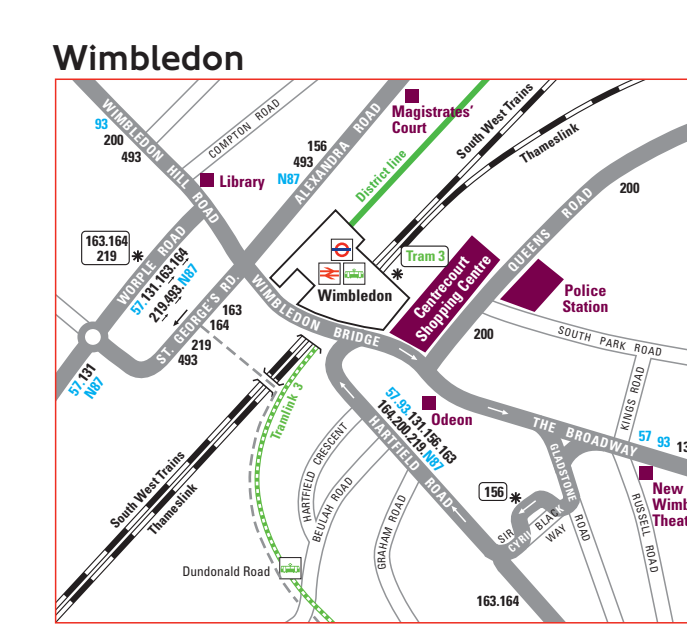 Wimbledon
WIMBLEDON HILL ROAD
93
200
493
COMPTON ROAD
Library
156
493
N87
ALEXANDRA ROAD
Magistrates'
Court
District line
South West Trains
Thameslink
QUEENS ROAD
200
163.164
219
WORPLE ROAD
57.131.163.164
219.493.N87
ST. GEORGE'S RD.
163
164
219
493
57.131
N87
Wimbledon
Tram 3
Centrecourt
Shopping Centre
Police
Station
WIMBLEDON BRIDGE
200
SOUTH PARK ROAD
KINGS ROAD
Tramlink 3
57.93.131.156.163
164.200.219.N87
Odeon
THE BROADWAY
57 93 13
HARTFIELD ROAD
HARTFIELD CRESCENT
BEULAH ROAD
GRAHAM ROAD
GLADSTONE ROAD
156
SIR CYRIL BLACK WAY
New
Wimb
Theat
RUSSELL ROAD
South West Trains
Thameslink
Dundonald Road
163.164